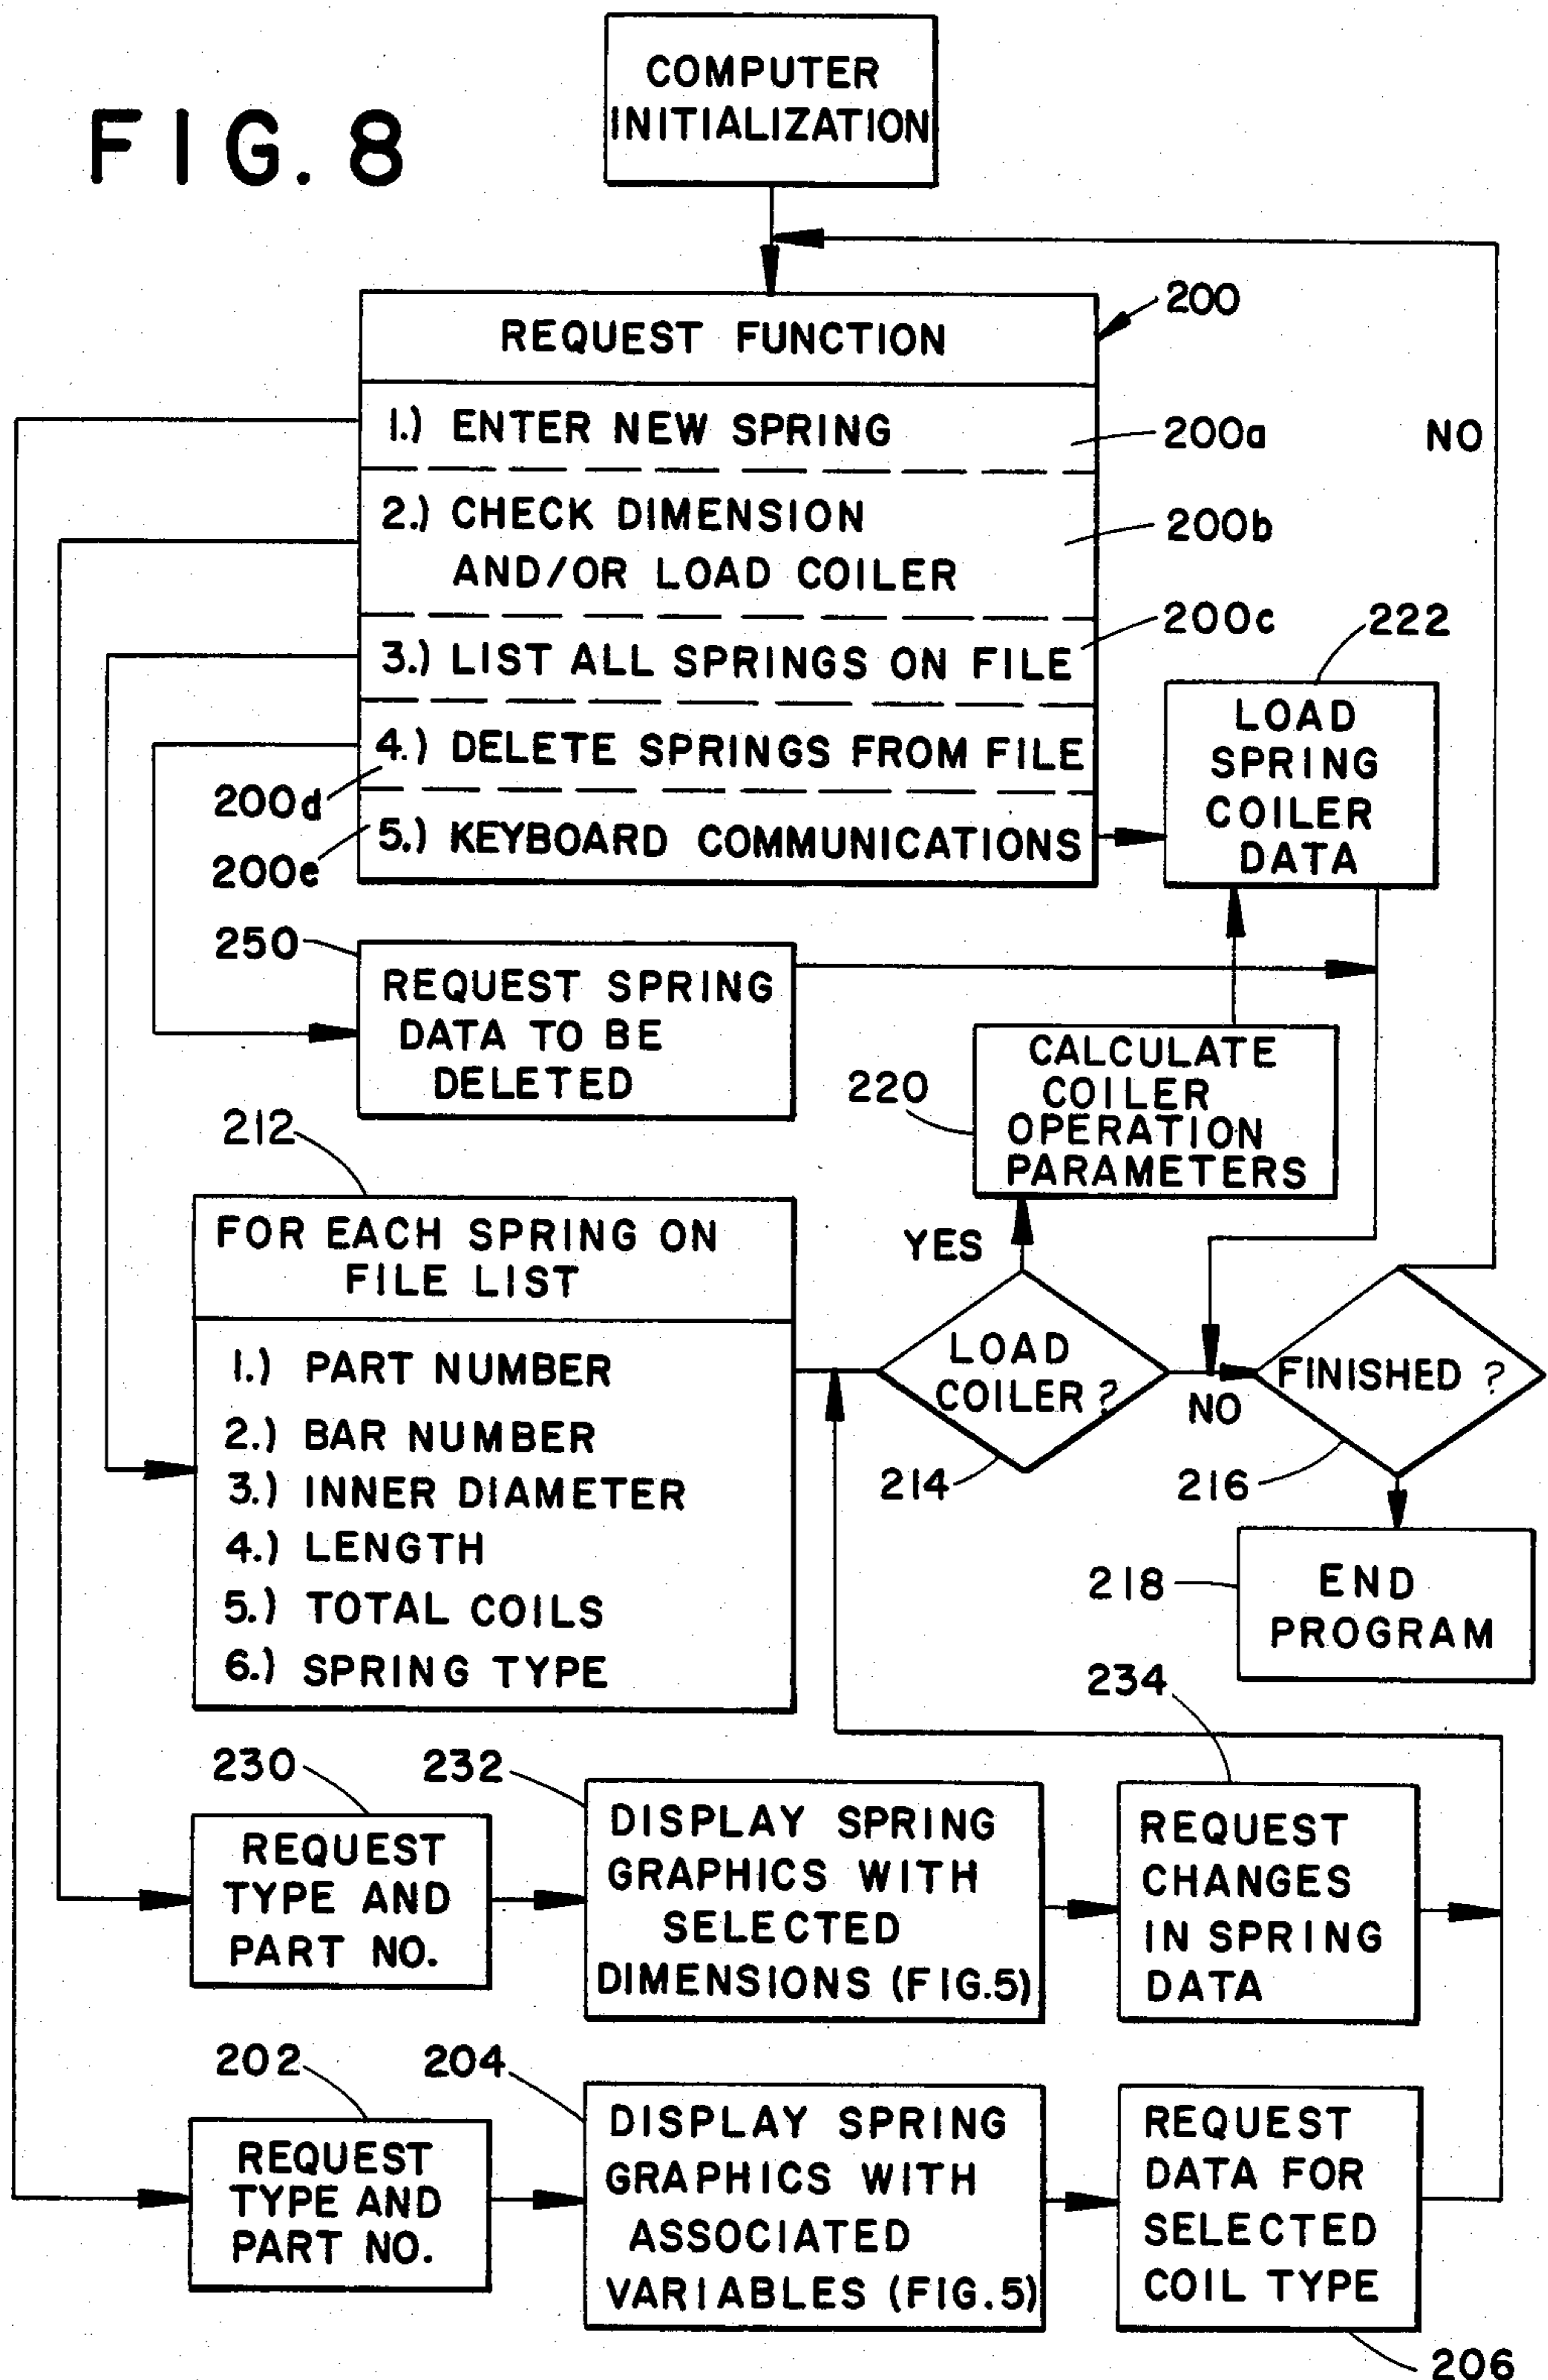 FIG. 8
COMPUTER
INITIALIZATION
REQUEST FUNCTION
200
1.) ENTER NEW SPRING
200a
NO
2.) CHECK DIMENSION
AND/OR LOAD COILER
200b
3.) LIST ALL SPRINGS ON FILE
200c
4.) DELETE SPRINGS FROM FILE
200d
5.) KEYBOARD COMMUNICATIONS
200e
222
LOAD
SPRING
COILER
DATA
250
REQUEST SPRING
DATA TO BE
DELETED
220
CALCULATE
COILER
OPERATION
PARAMETERS
212
FOR EACH SPRING ON
FILE LIST
1.) PART NUMBER
2.) BAR NUMBER
3.) INNER DIAMETER
4.) LENGTH
5.) TOTAL COILS
6.) SPRING TYPE
YES
LOAD
COILER?
NO
FINISHED ?
214
216
218
END
PROGRAM
230
REQUEST
TYPE AND
PART NO.
232
DISPLAY SPRING
GRAPHICS WITH
SELECTED
DIMENSIONS (FIG.5)
234
REQUEST
CHANGES
IN SPRING
DATA
202
REQUEST
TYPE AND
PART NO.
204
DISPLAY SPRING
GRAPHICS WITH
ASSOCIATED
VARIABLES (FIG.5)
REQUEST
DATA FOR
SELECTED
COIL TYPE
206